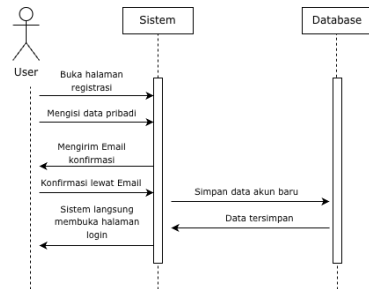 Sistem
Database
User
Buka halaman
registrasi
Mengisi data pribadi
Mengirim Email
konfirmasi
Konfirmasi lewat Email
Simpan data akun baru
Sistem langsung
membuka halaman
login
Data tersimpan